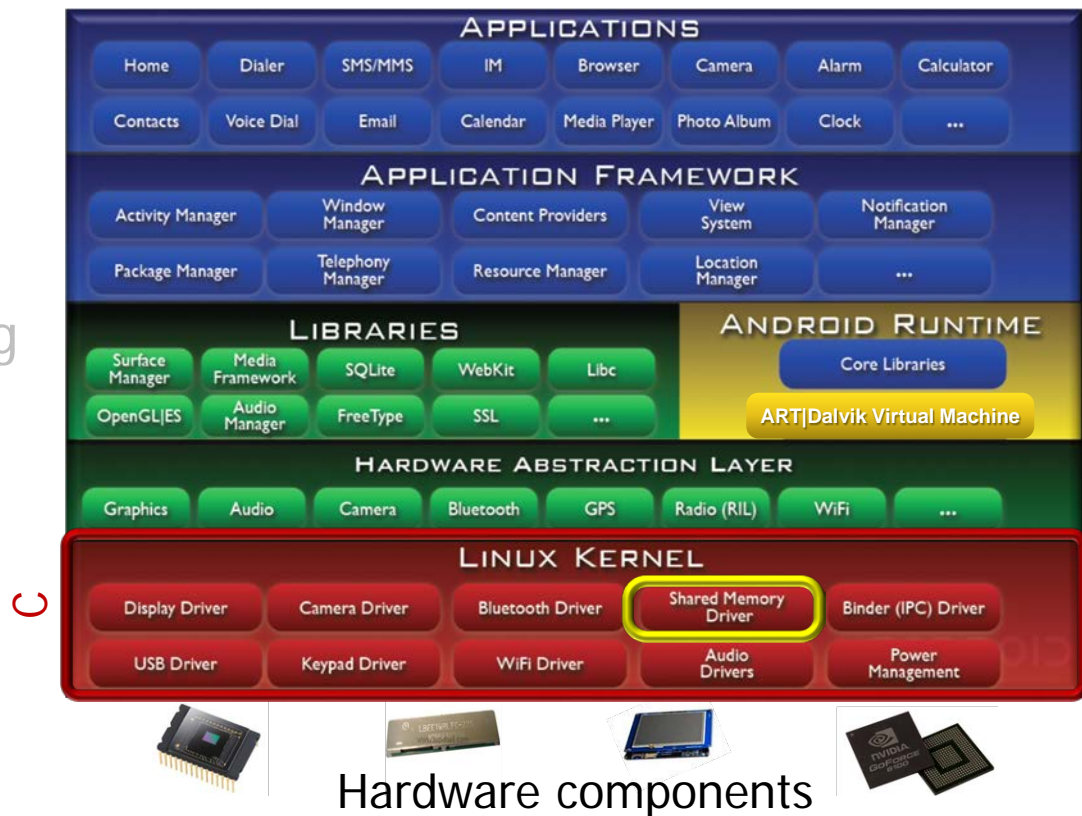 APPLICATIONS
Home Dialer SMS/MMS IM Browser Camera Alarm Calculator
Contacts Voice Dial Email Calendar Media Player Photo Album Clock ...
APPLICATION FRAMEWORK
Activity Manager
Window
Manager
Content Providers
View
System
Notification
Manager
Package Manager
Telephony
Manager
Resource Manager
Location
Manager
...
g
LIBRARIES
Surface
Manager
Media
Framework
SQLite WebKit Libc
OpenGL|ES
Audio
Manager
FreeType SSL ...
ANDROID RUNTIME
Core Libraries
ART|Dalvik Virtual Machine
HARDWARE ABSTRACTION LAYER
Graphics Audio Camera Bluetooth GPS Radio (RIL) WiFi ...
C
LINUX KERNEL
Display Driver Camera Driver Bluetooth Driver
Shared Memory
Driver
Binder (IPC) Driver
USB Driver Keypad Driver WiFi Driver
Audio
Drivers
Power
Management
NVIDIA
GeForce
Hardware components